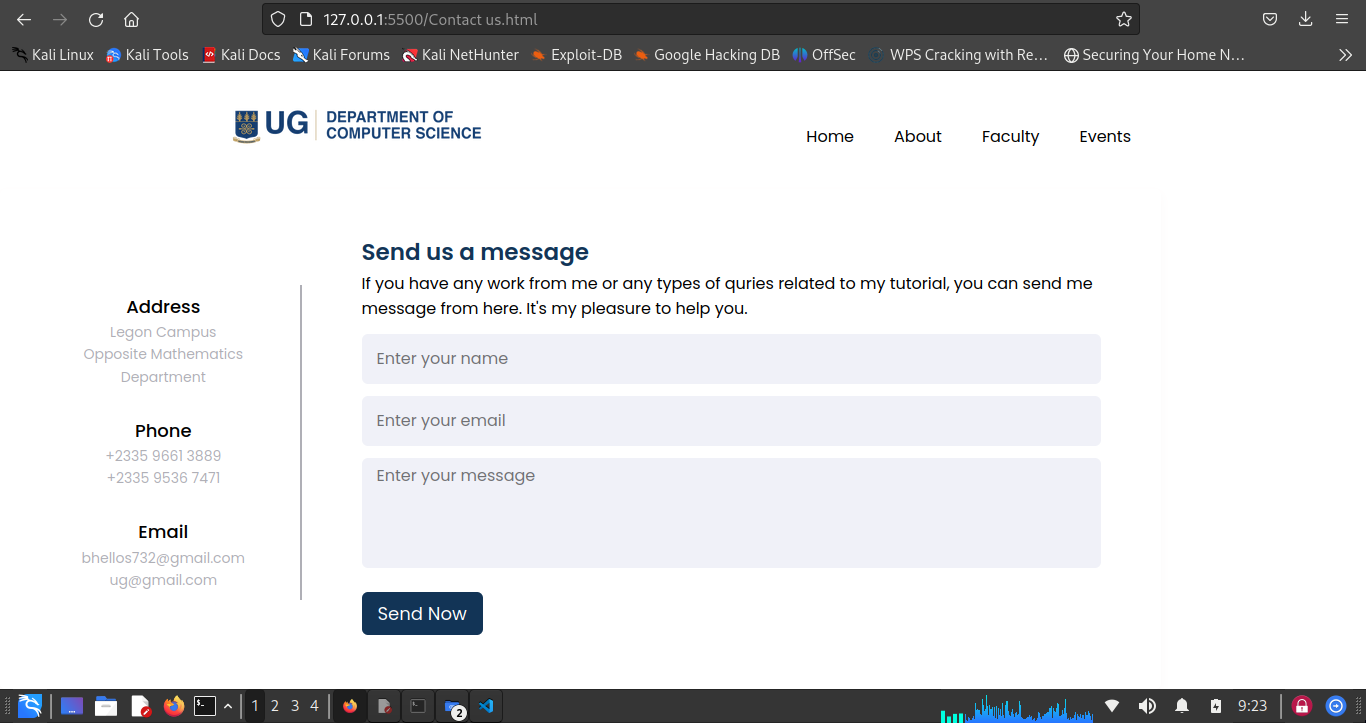 127.0.0.1:5500/Contact us.html
Kali Linux Kali Tools Kali Docs Kali Forums Kali NetHunter Exploit-DB Google Hacking DB OffSec WPS Cracking with Re… Securing Your Home N…
UG DEPARTMENT OF
COMPUTER SCIENCE
Home About Faculty Events
Address
Legon Campus
Opposite Mathematics
Department
Phone
+2335 9661 3889
+2335 9536 7471
Email
bhellos732@gmail.com
ug@gmail.com
Send us a message
If you have any work from me or any types of quries related to my tutorial, you can send me
message from here. It's my pleasure to help you.
Enter your name
Enter your email
Enter your message
Send Now
1 2 3 4 2 9:23